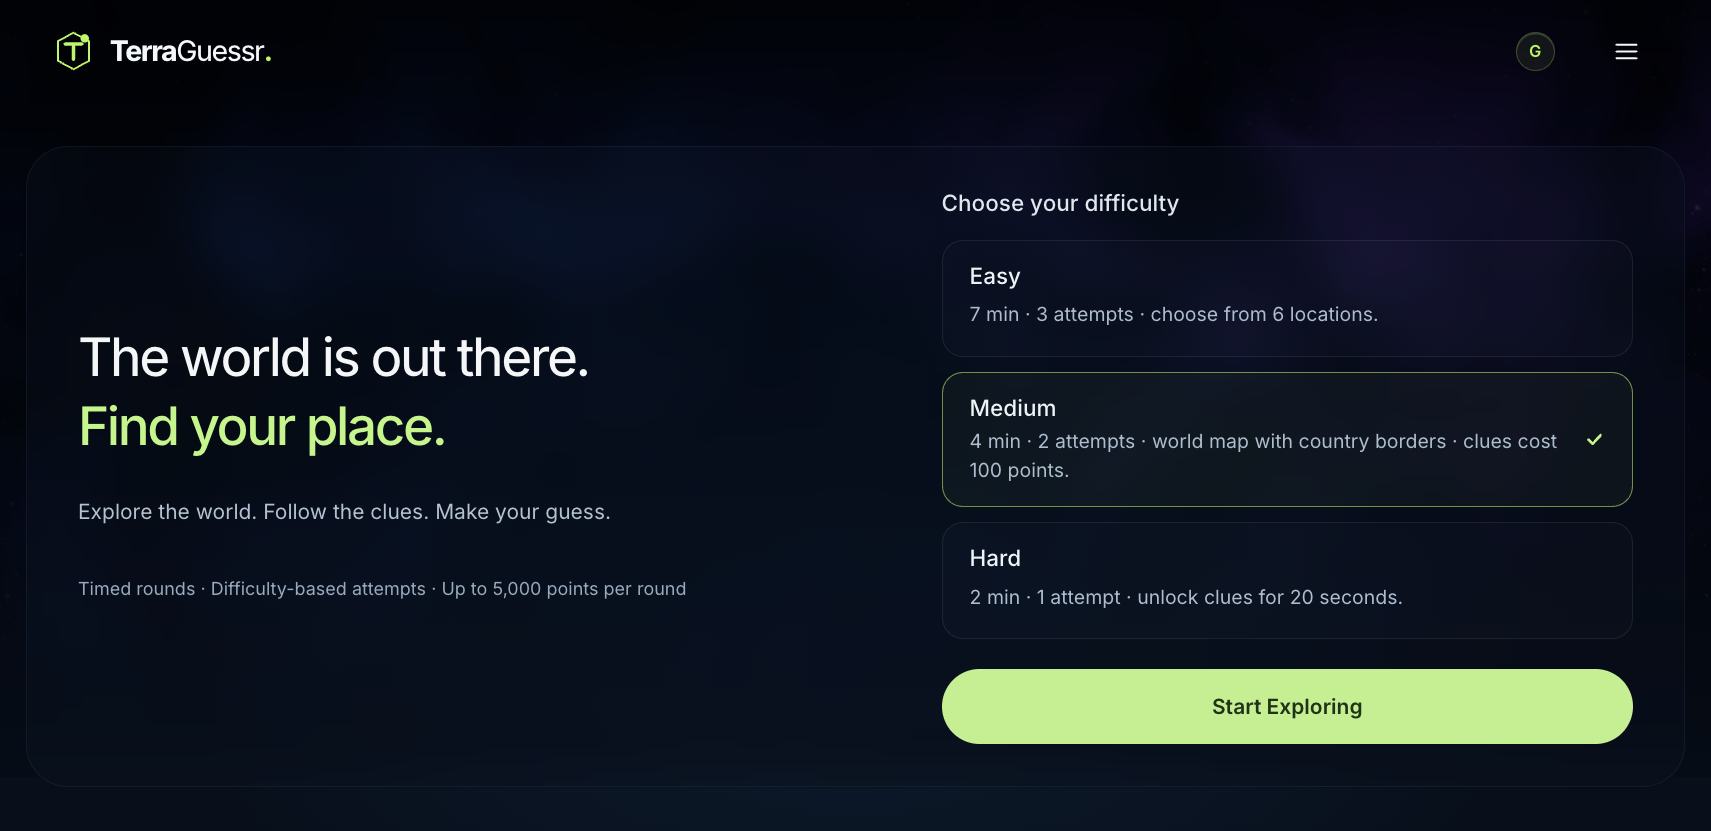 TerraGuessr.
G
The world is out there.
Find your place.
Explore the world. Follow the clues. Make your guess.
Timed rounds · Difficulty-based attempts · Up to 5,000 points per round
Choose your difficulty
Easy
7 min · 3 attempts · choose from 6 locations.
Medium
4 min · 2 attempts · world map with country borders · clues cost
100 points.
Hard
2 min · 1 attempt · unlock clues for 20 seconds.
Start Exploring